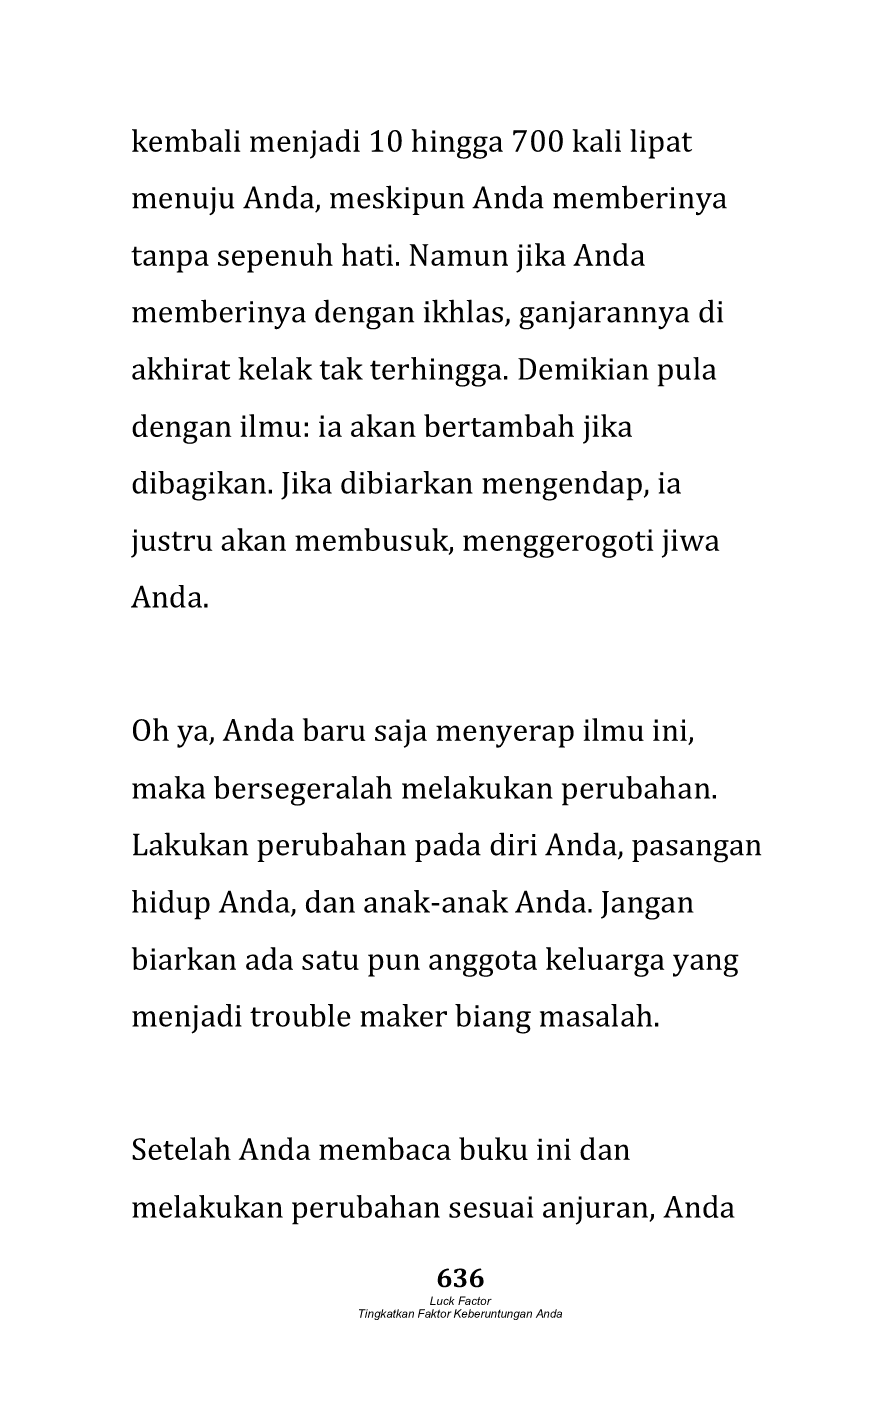 kembali menjadi 10 hingga 700 kali lipat
menuju Anda, meskipun Anda memberinya
tanpa sepenuh hati. Namun jika Anda
memberinya dengan ikhlas, ganjarannya di
akhirat kelak tak terhingga. Demikian pula
dengan ilmu: ia akan bertambah jika
dibagikan. Jika dibiarkan mengendap, ia
justru akan membusuk, menggerogoti jiwa
Anda.
Oh ya, Anda baru saja menyerap ilmu ini,
maka bersegeralah melakukan perubahan.
Lakukan perubahan pada diri Anda, pasangan
hidup Anda, dan anak-anak Anda. Jangan
biarkan ada satu pun anggota keluarga yang
menjadi trouble maker biang masalah.
Setelah Anda membaca buku ini dan
melakukan perubahan sesuai anjuran, Anda
636
Luck Factor
Tingkatkan Faktor Keberuntungan Anda